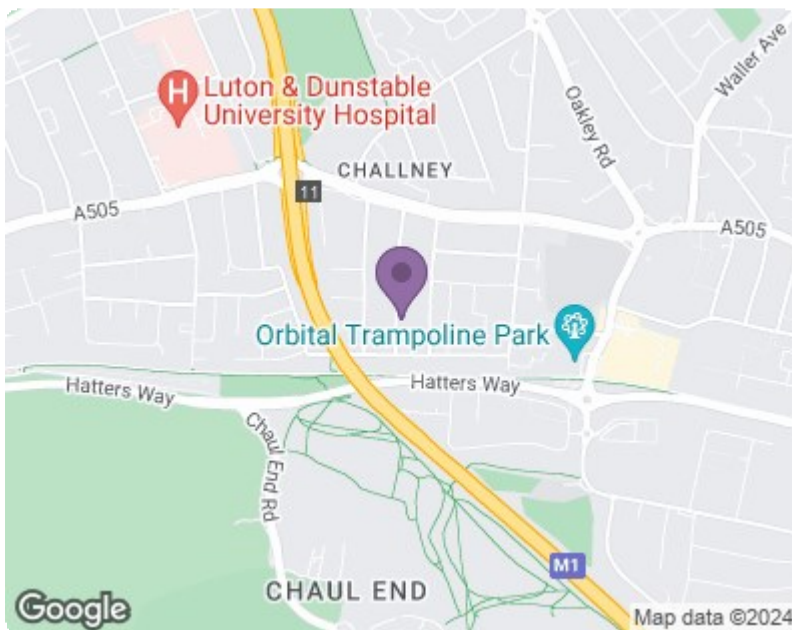 H
Luton & Dunstable
University Hospital
Waller Ave
Oakley Rd
CHALLNEY
11
A505
A505
Orbital Trampoline Park
Hatters Way
Hatters Way
Chaul End Rd
M1
CHAUL END
Google
Map data ©2024